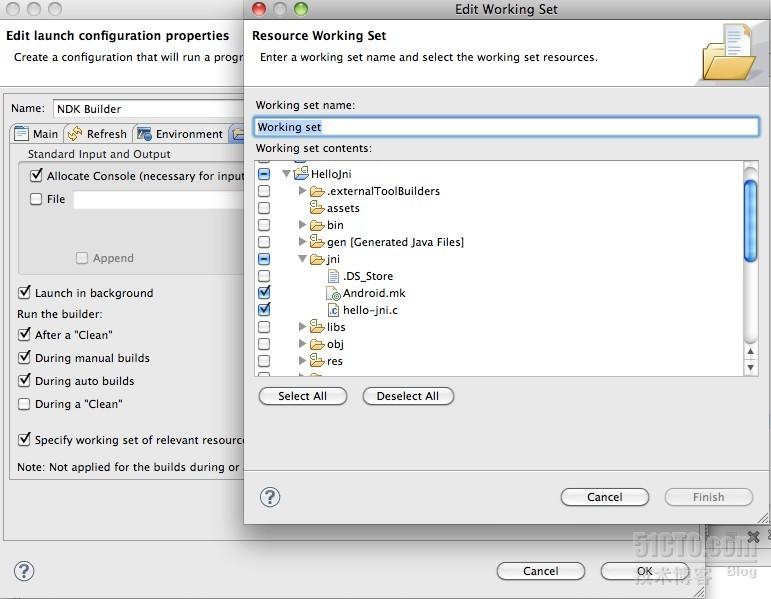 Edit Working Set
Edit launch configuration properties
Create a configuration that will run a progr
Name: NDK Builder
Main Refresh Environment
Standard Input and Output
Allocate Console (necessary for input
File
Append
Launch in background
Run the builder:
After a "Clean"
During manual builds
During auto builds
During a "Clean"
Specify working set of relevant resourc
Note: Not applied for the builds during or
Cancel OK
Resource Working Set
Enter a working set name and select the working set resources.
Working set name:
Working set
Working set contents:
HelloJni
.externalToolBuilders
assets
bin
gen [Generated Java Files]
jni
.DS_Store
Android.mk
hello-jni.c
libs
obj
res
Select All Deselect All
Cancel Finish
51CTO.com
技术博客 Blog